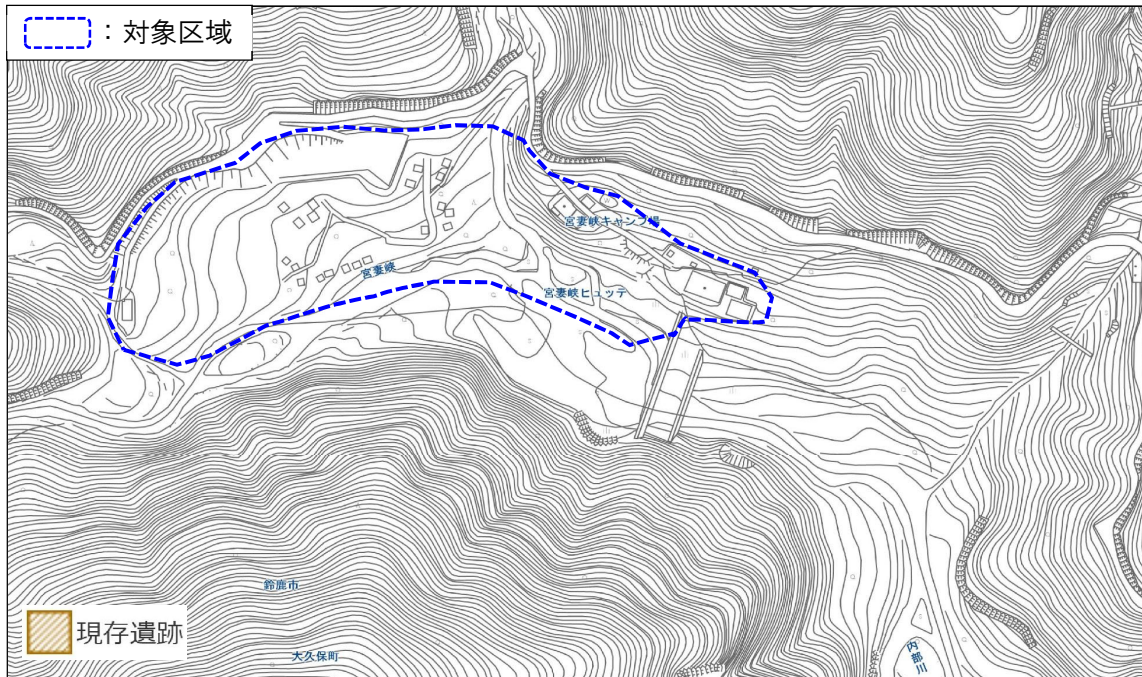 ：対象区域
宮妻峡キャンプ場
宮妻峡
宮妻峡ヒュッテ
鈴鹿市
現存遺跡
大久保町
内部川